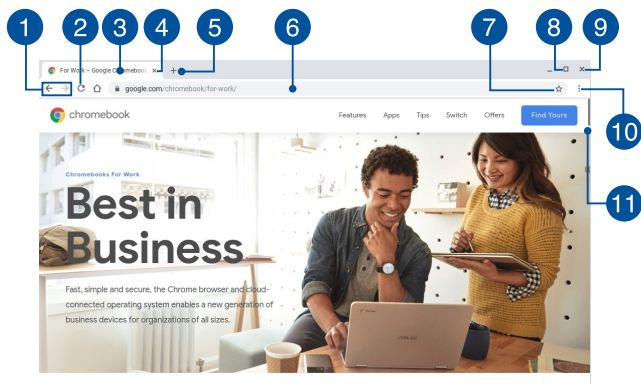 1 2 3 4 5 6 7 8 9
For Work – Google Chromeboo
google.com/chromebook/for-work/
10
chromebook Features Apps Tips Switch Offers Find Yours
11
Chromebooks For Work
Best in
Business
Fast, simple and secure, the Chrome browser and cloud-
connected operating system enables a new generation of
business devices for organizations of all sizes.
ASUS